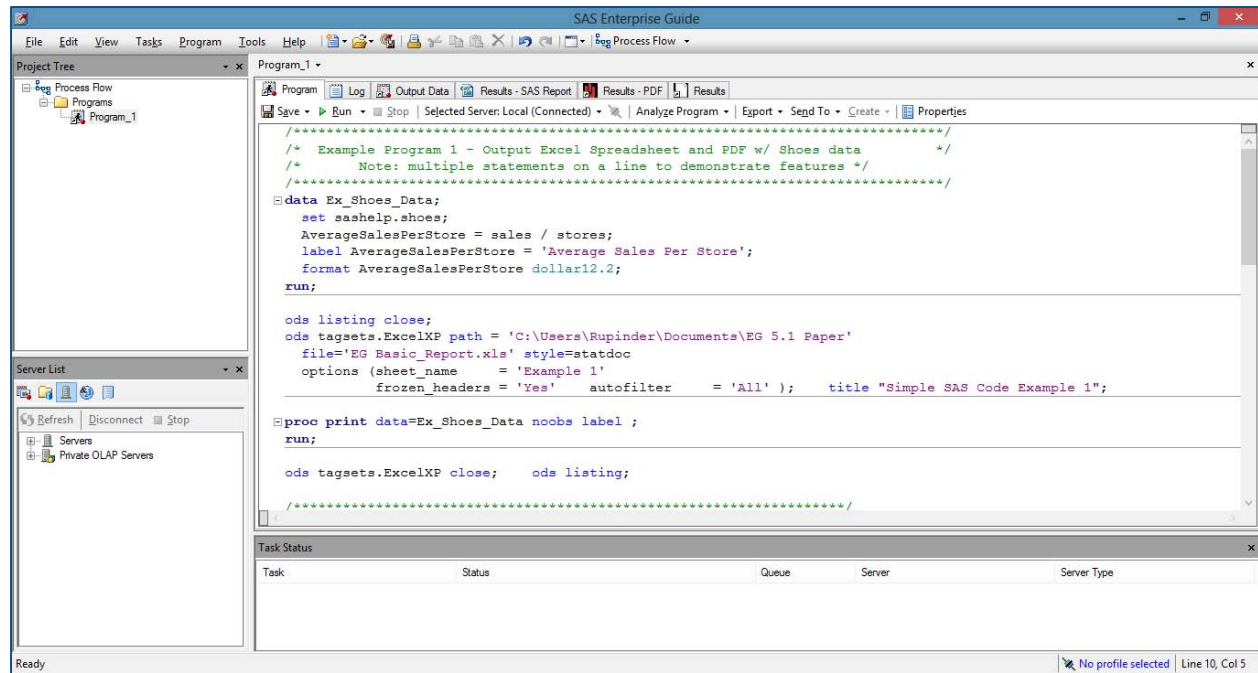 SAS Enterprise Guide
File Edit View Tasks Program Tools Help Process Flow
Project Tree
Process Flow
Programs
Program_1
Server List
Refresh Disconnect Stop
Servers
Private OLAP Servers
Program_1
Program Log Output Data Results - SAS Report Results - PDF Results
Save Run Stop Selected Server: Local (Connected) Analyze Program Export Send To Create Properties
/*******************************************************************************/
/*  Example Program 1 - Output Excel Spreadsheet and PDF w/ Shoes data         */
/*       Note: multiple statements on a line to demonstrate features */
/*******************************************************************************/
data Ex_Shoes_Data;
  set sashelp.shoes;
  AverageSalesPerStore = sales / stores;
  label AverageSalesPerStore = 'Average Sales Per Store';
  format AverageSalesPerStore dollar12.2;
run;
ods listing close;
ods tagsets.ExcelXP path = 'C:\Users\Rupinder\Documents\EG 5.1 Paper'
  file='EG Basic_Report.xls' style=statdoc
  options (sheet_name    = 'Example 1'
           frozen_headers = 'Yes'    autofilter    = 'All' );    title "Simple SAS Code Example 1";
proc print data=Ex_Shoes_Data noobs label ;
run;
ods tagsets.ExcelXP close;    ods listing;
/*******************************************************************/
Task Status
Task Status Queue Server Server Type
Ready
No profile selected Line 10, Col 5